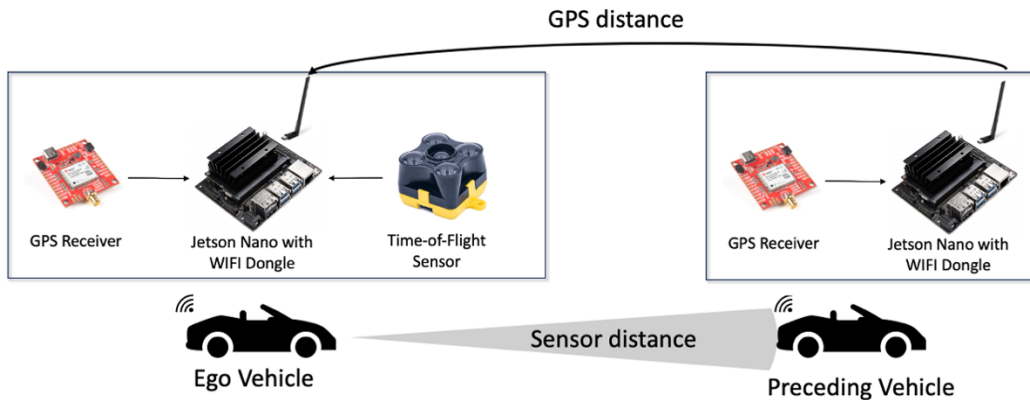 GPS distance
GPS Receiver
Jetson Nano with
WIFI Dongle
Time-of-Flight
Sensor
GPS Receiver
Jetson Nano with
WIFI Dongle
Sensor distance
Ego Vehicle
Preceding Vehicle